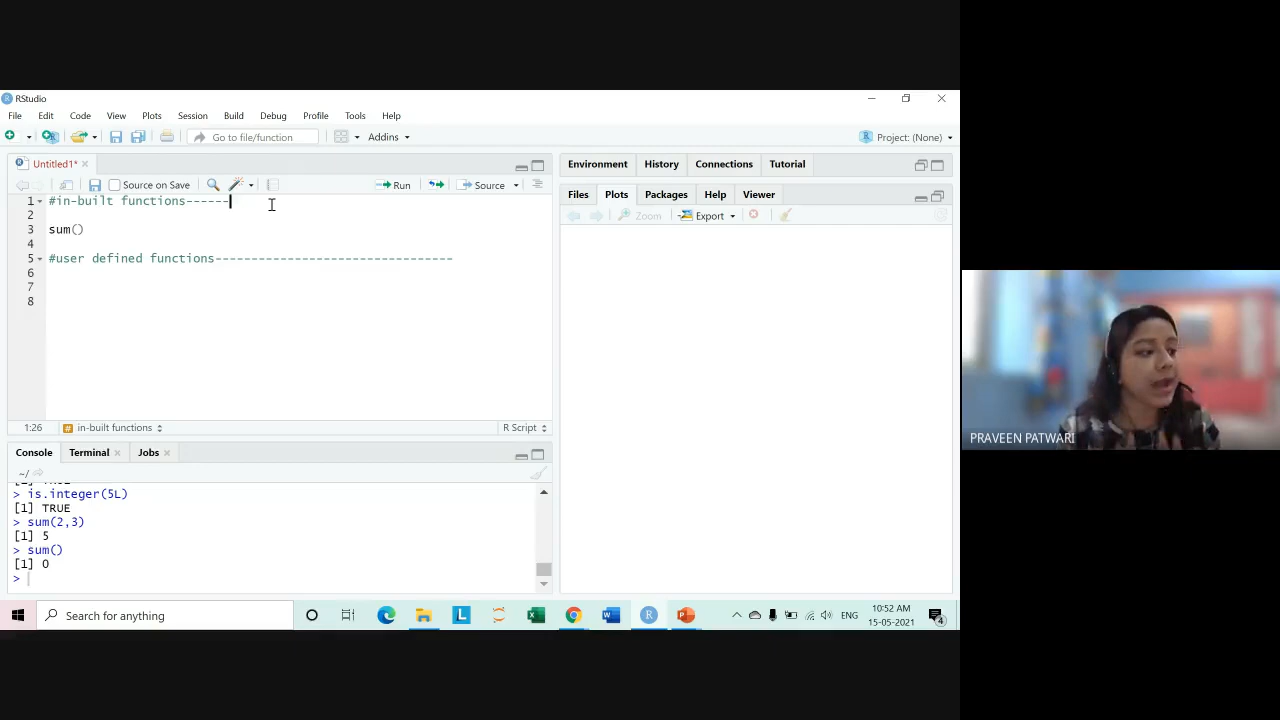 RStudio
File Edit Code View Plots Session Build Debug Profile Tools Help
Go to file/function Addins Project: (None)
Untitled1* Environment History Connections Tutorial
Source on Save Run Source
Files Plots Packages Help Viewer
Zoom Export
1 #in-built functions------
2
3 sum()
4
5 #user defined functions---------------------------------
6
7
8
1:26 # in-built functions R Script
Console Terminal Jobs
~/
> is.integer(5L)
[1] TRUE
> sum(2,3)
[1] 5
> sum()
[1] 0
>
PRAVEEN PATWARI
Search for anything
ENG
10:52 AM
15-05-2021
4